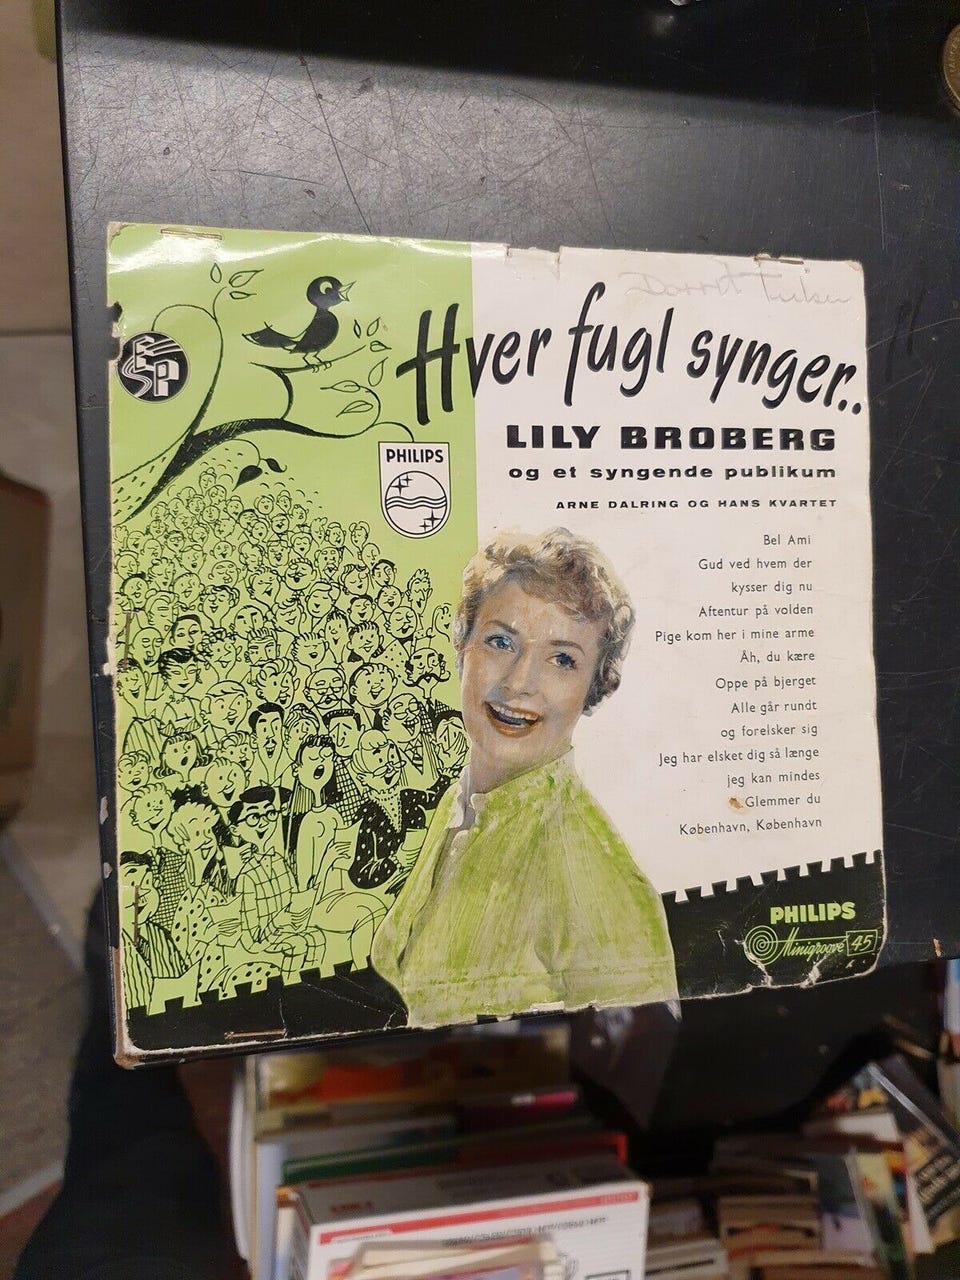 Hver fugl synger..
EP
PHILIPS
LILY BROBERG
og et syngende publikum
ARNE DALRING OG HANS KVARTET
Bel Ami
Gud ved hvem der
kysser dig nu
Aftentur på volden
Pige kom her i mine arme
Åh, du kære
Oppe på bjerget
Alle går rundt
og forelsker sig
Jeg har elsket dig så længe
jeg kan mindes
Glemmer du
København, København
PHILIPS
Minigroove 45